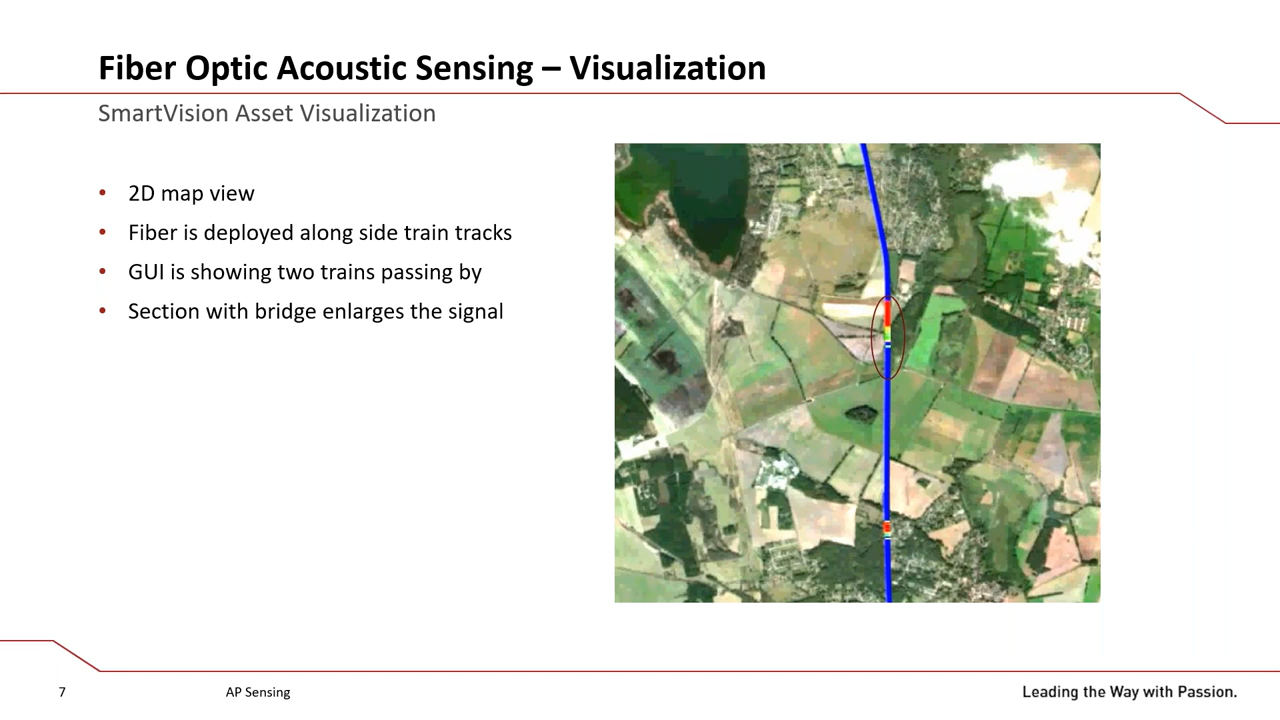 Fiber Optic Acoustic Sensing – Visualization
SmartVision Asset Visualization
• 2D map view
• Fiber is deployed along side train tracks
• GUI is showing two trains passing by
• Section with bridge enlarges the signal
7
AP Sensing
Leading the Way with Passion.